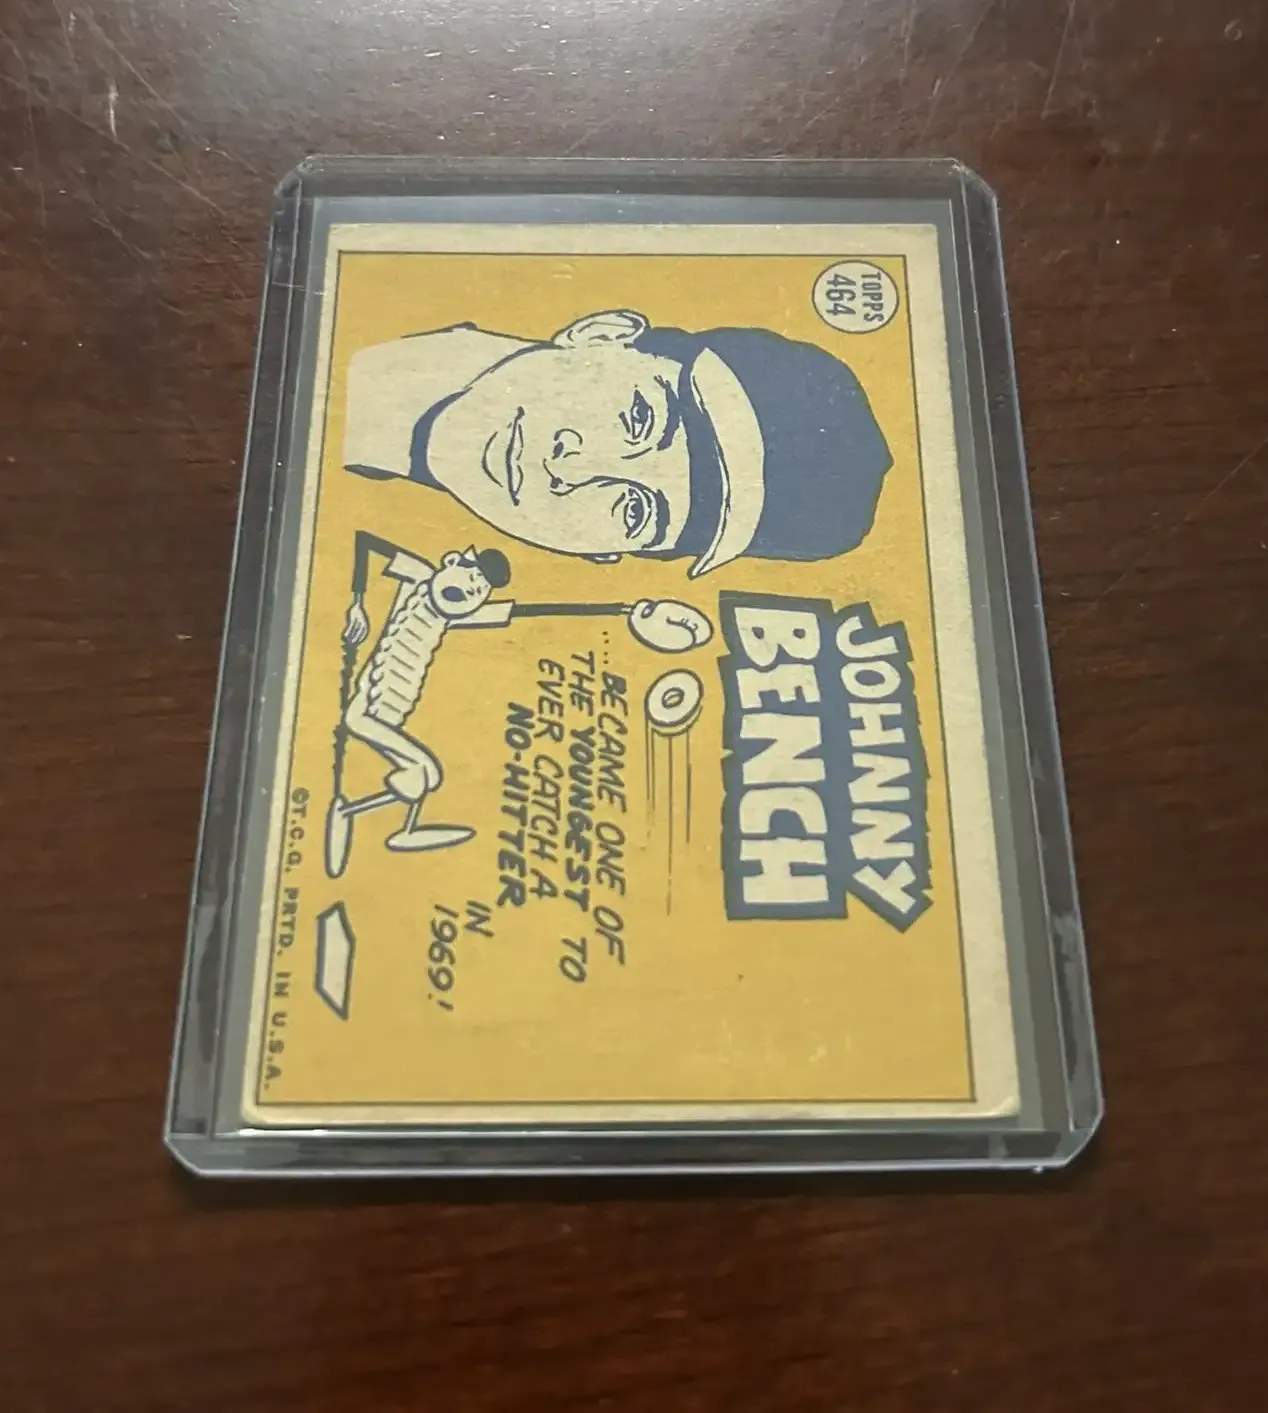 TOPPS
464
JOHNNY
BENCH
....BECAME ONE OF
THE YOUNGEST TO
EVER CATCH A
NO-HITTER
IN
1969!
©T.C.G. PRTD. IN U.S.A.